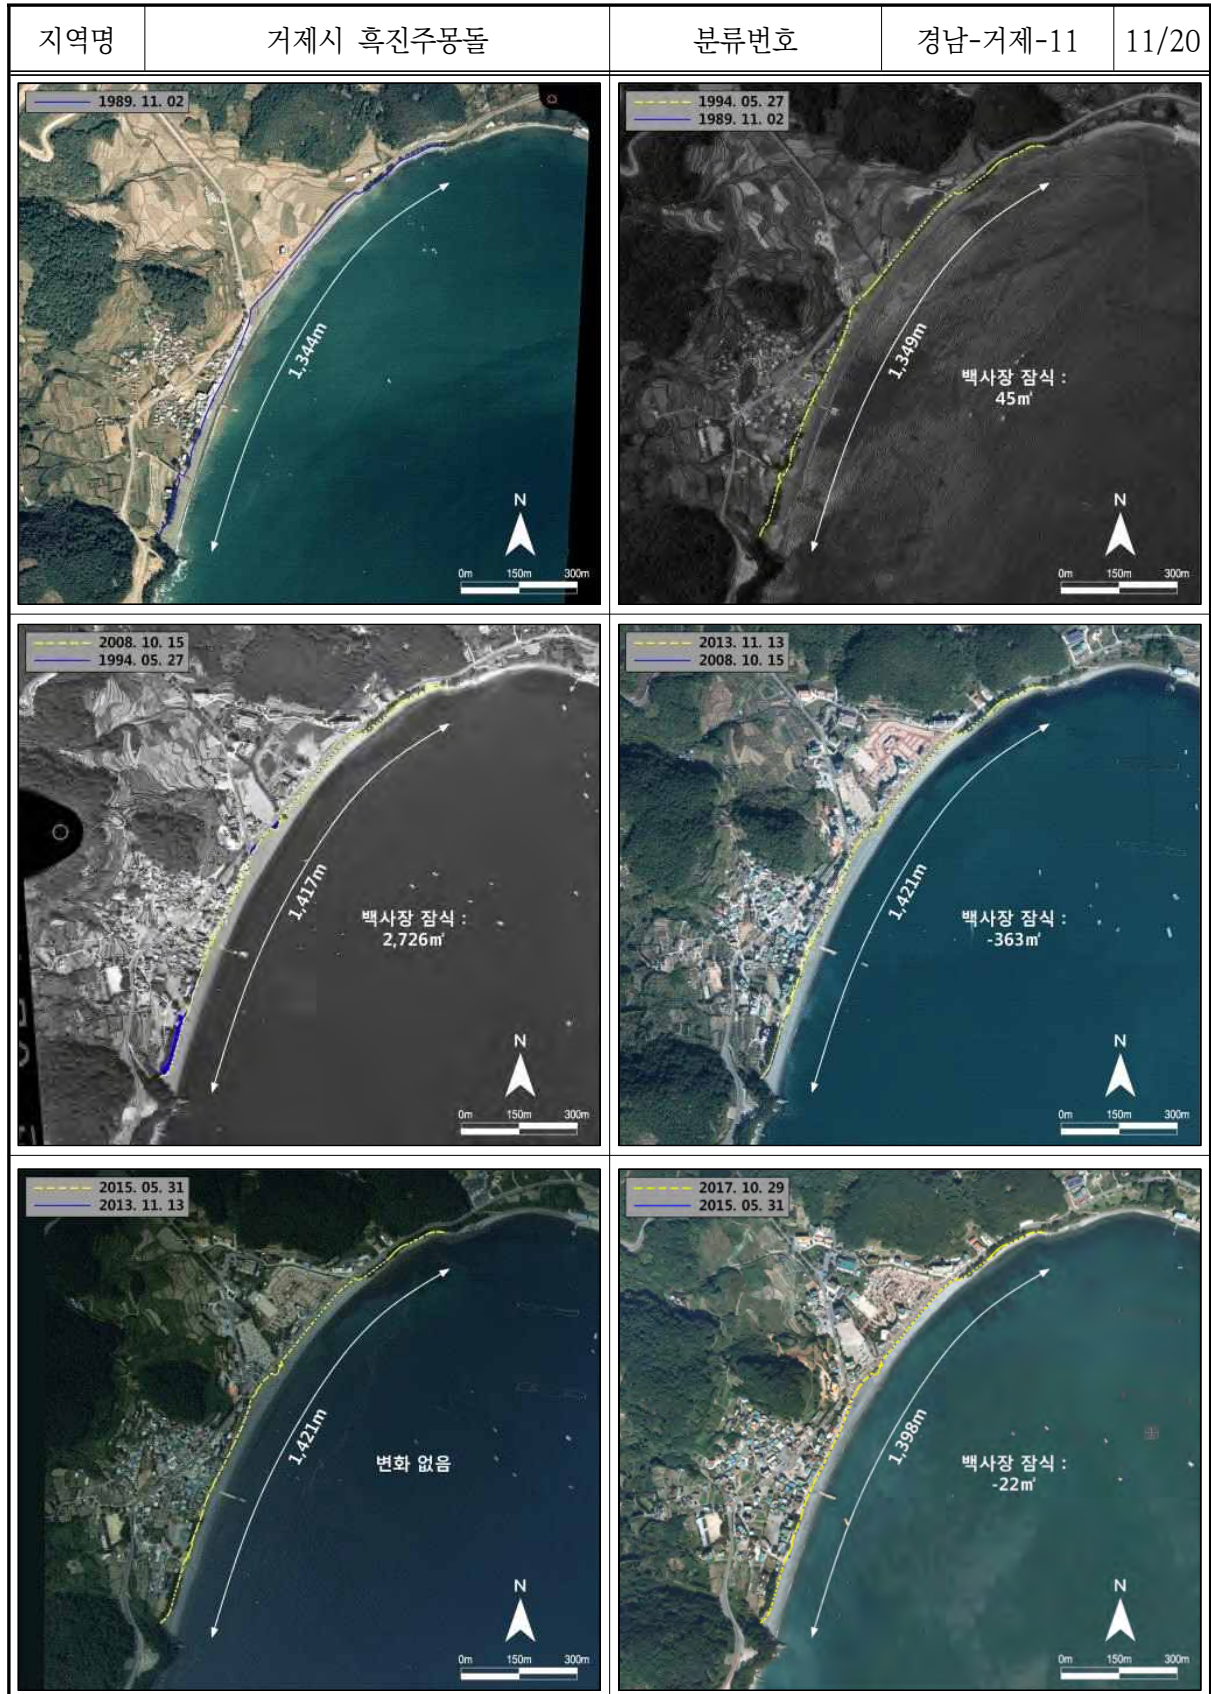 지역명 거제시 흑진주몽돌 분류번호 경남-거제-11 11/20
1989. 11. 02
1,344m
N
0m 150m 300m
1994. 05. 27
1989. 11. 02
1,349m
백사장 잠식 :
45㎡
N
0m 150m 300m
2008. 10. 15
1994. 05. 27
1,417m
백사장 잠식 :
2,726㎡
N
0m 150m 300m
2013. 11. 13
2008. 10. 15
1,421m
백사장 잠식 :
-363㎡
N
0m 150m 300m
2015. 05. 31
2013. 11. 13
1,421m
변화 없음
N
0m 150m 300m
2017. 10. 29
2015. 05. 31
1,398m
백사장 잠식 :
-22㎡
N
0m 150m 300m